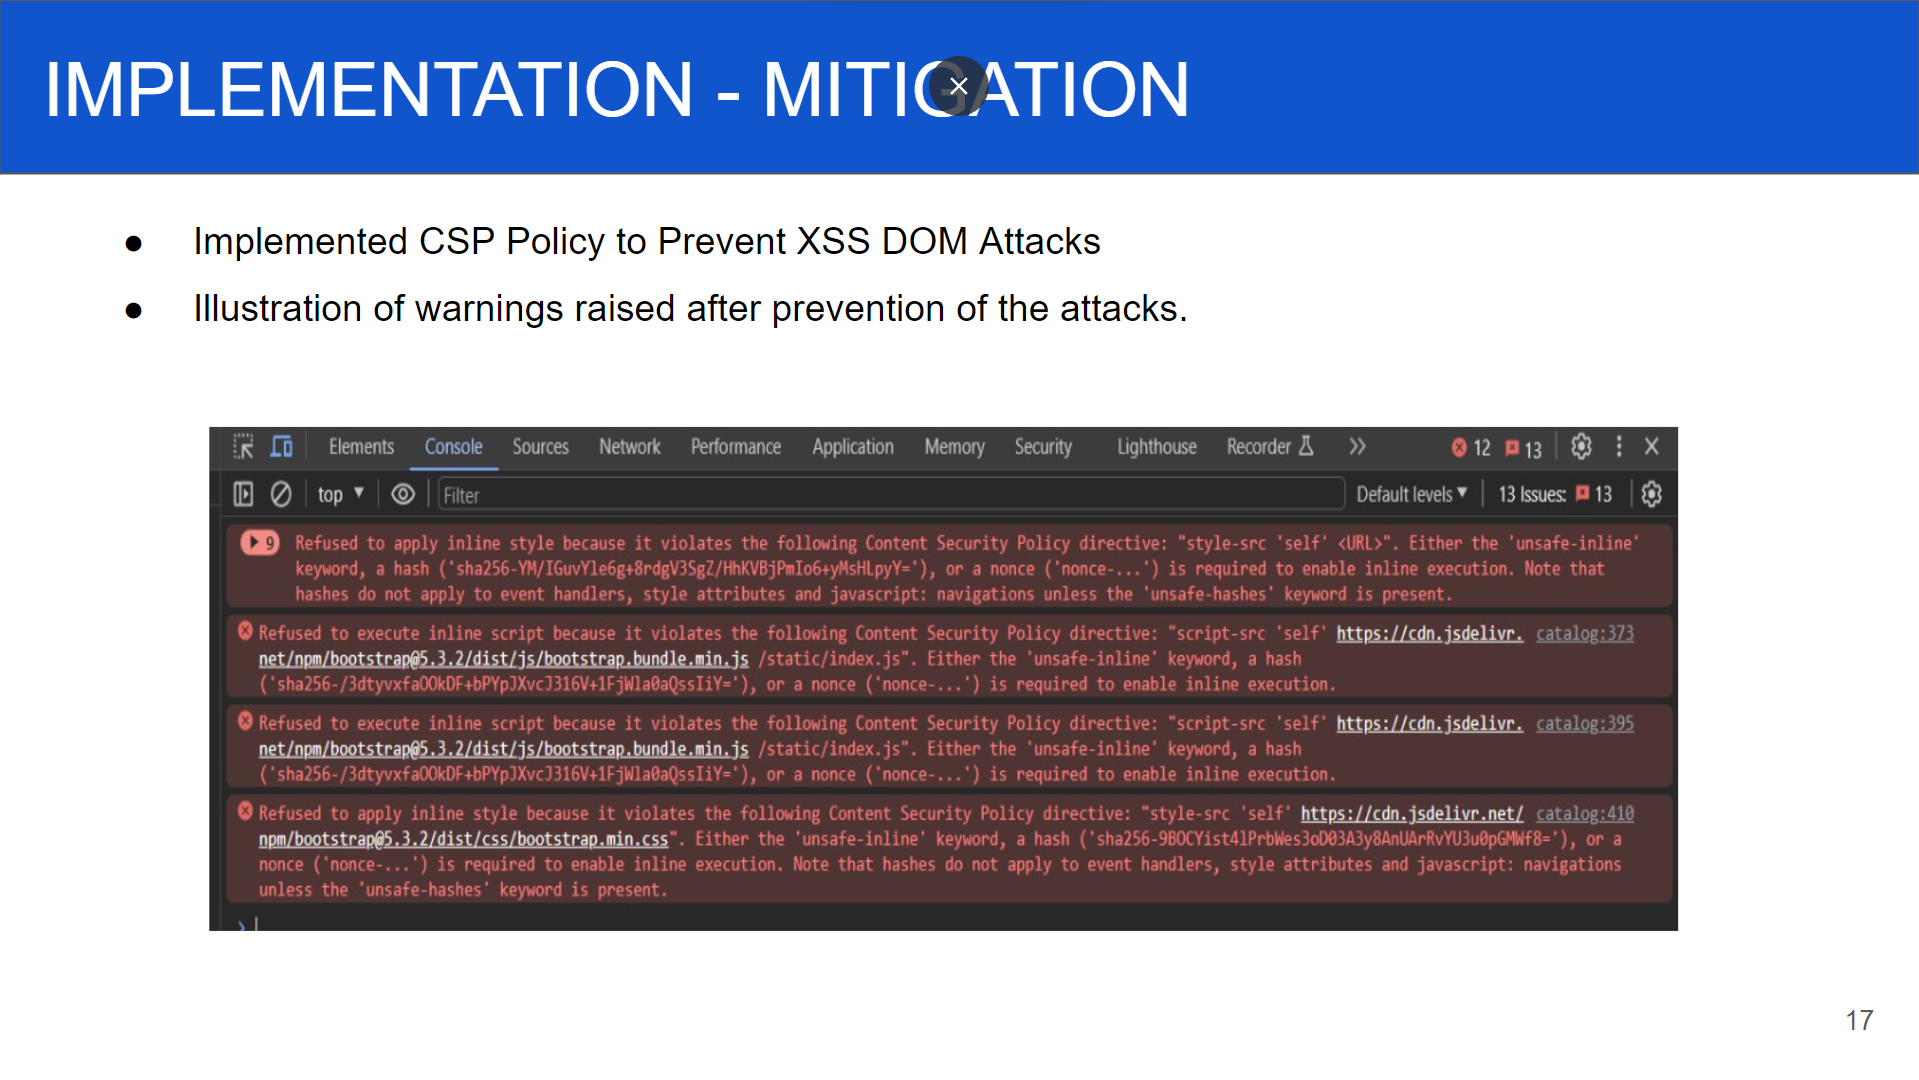 IMPLEMENTATION - MITIGATION
● Implemented CSP Policy to Prevent XSS DOM Attacks
● Illustration of warnings raised after prevention of the attacks.
Elements Console Sources Network Performance Application Memory Security Lighthouse Recorder 12 13
top Filter Default levels 13 Issues: 13
9 Refused to apply inline style because it violates the following Content Security Policy directive: "style-src 'self' <URL>". Either the 'unsafe-inline'
keyword, a hash ('sha256-YM/IGuvYle6g+8rdgV3SgZ/HhKVBjPmIo6+yMsHLpyY='), or a nonce ('nonce-...') is required to enable inline execution. Note that
hashes do not apply to event handlers, style attributes and javascript: navigations unless the 'unsafe-hashes' keyword is present.
Refused to execute inline script because it violates the following Content Security Policy directive: "script-src 'self' https://cdn.jsdelivr. catalog:373
net/npm/bootstrap@5.3.2/dist/js/bootstrap.bundle.min.js /static/index.js". Either the 'unsafe-inline' keyword, a hash
('sha256-/3dtyvxfaOOkDF+bPYpJXvcJ316V+1FjWla0aQssIiY='), or a nonce ('nonce-...') is required to enable inline execution.
Refused to execute inline script because it violates the following Content Security Policy directive: "script-src 'self' https://cdn.jsdelivr. catalog:395
net/npm/bootstrap@5.3.2/dist/js/bootstrap.bundle.min.js /static/index.js". Either the 'unsafe-inline' keyword, a hash
('sha256-/3dtyvxfaOOkDF+bPYpJXvcJ316V+1FjWla0aQssIiY='), or a nonce ('nonce-...') is required to enable inline execution.
Refused to apply inline style because it violates the following Content Security Policy directive: "style-src 'self' https://cdn.jsdelivr.net/ catalog:410
npm/bootstrap@5.3.2/dist/css/bootstrap.min.css". Either the 'unsafe-inline' keyword, a hash ('sha256-9BOCYist4lPrbWes3oD03A3y8AnUArRvYU3u0pGMWf8='), or a
nonce ('nonce-...') is required to enable inline execution. Note that hashes do not apply to event handlers, style attributes and javascript: navigations
unless the 'unsafe-hashes' keyword is present.
17